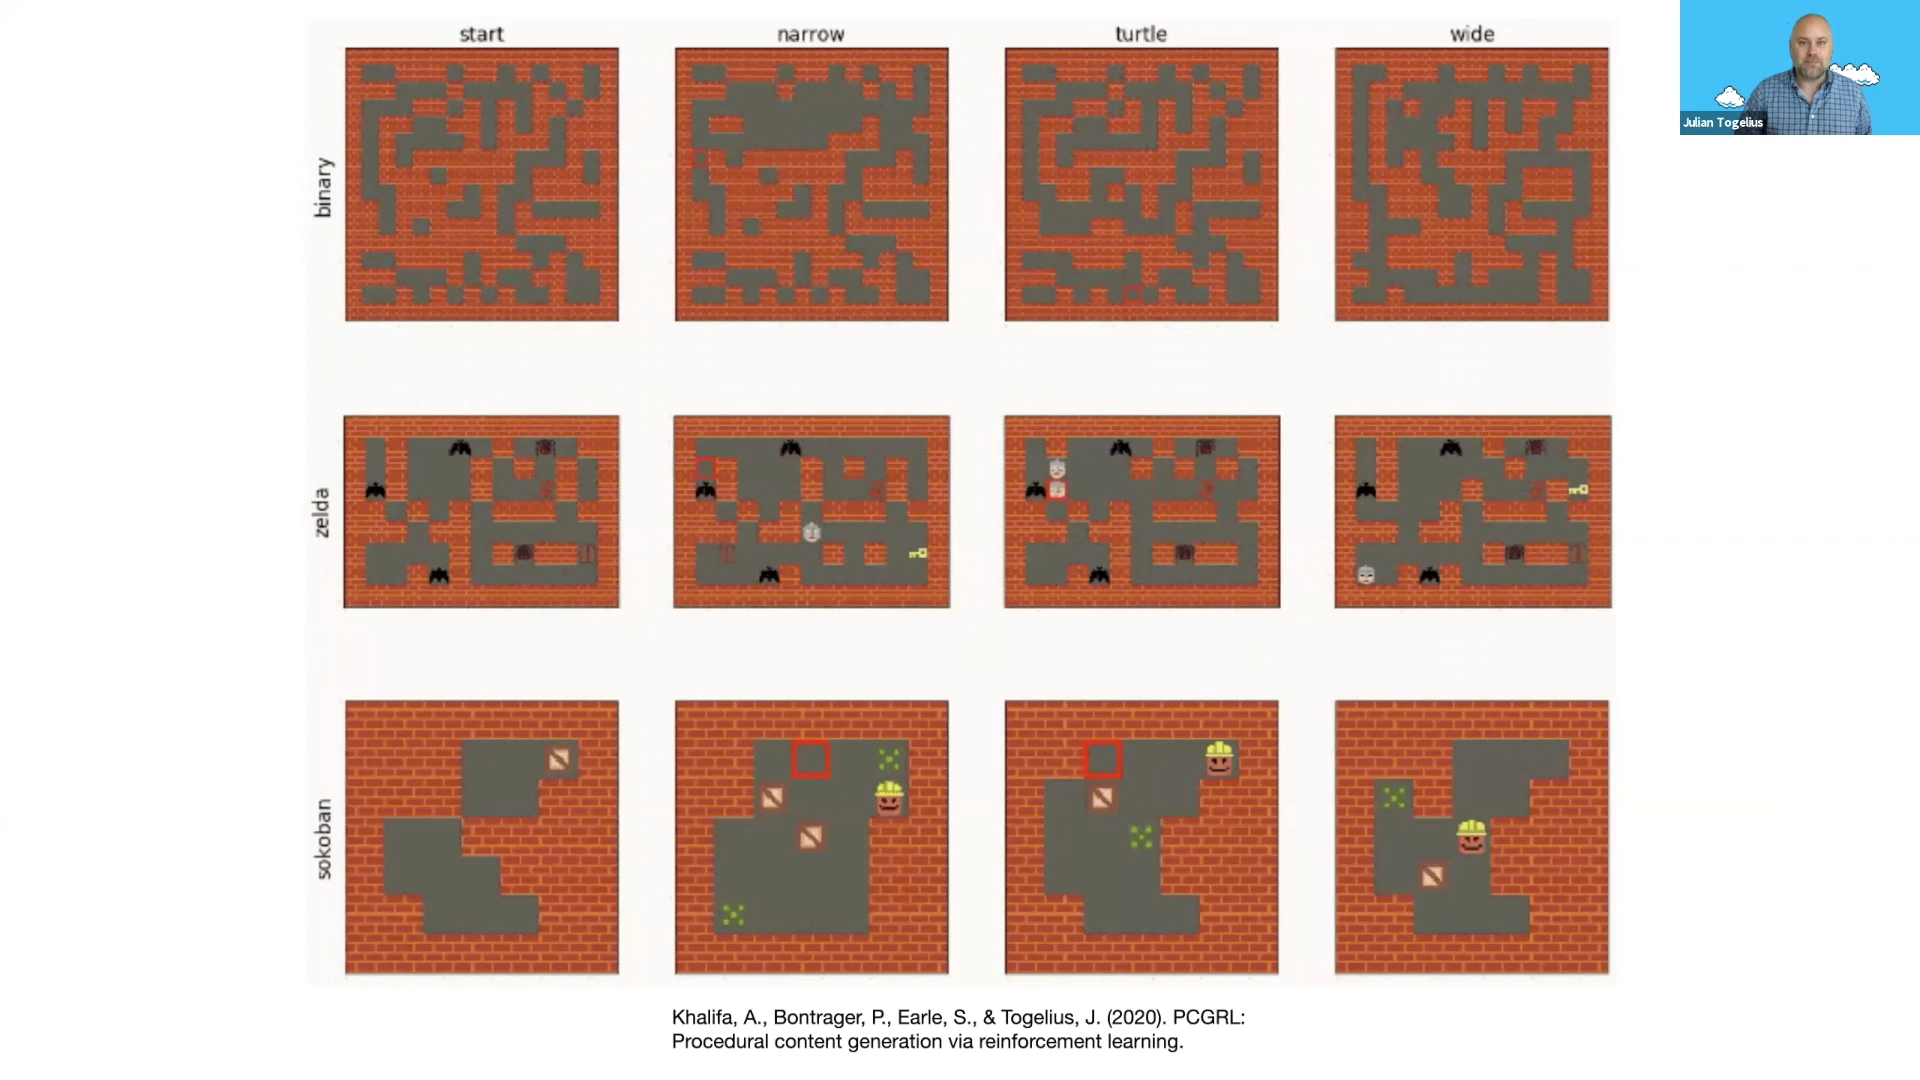 start
narrow
turtle
wide
Julian Togelius
binary
zelda
sokoban
Khalifa, A., Bontrager, P., Earle, S., & Togelius, J. (2020). PCGRL:
Procedural content generation via reinforcement learning.